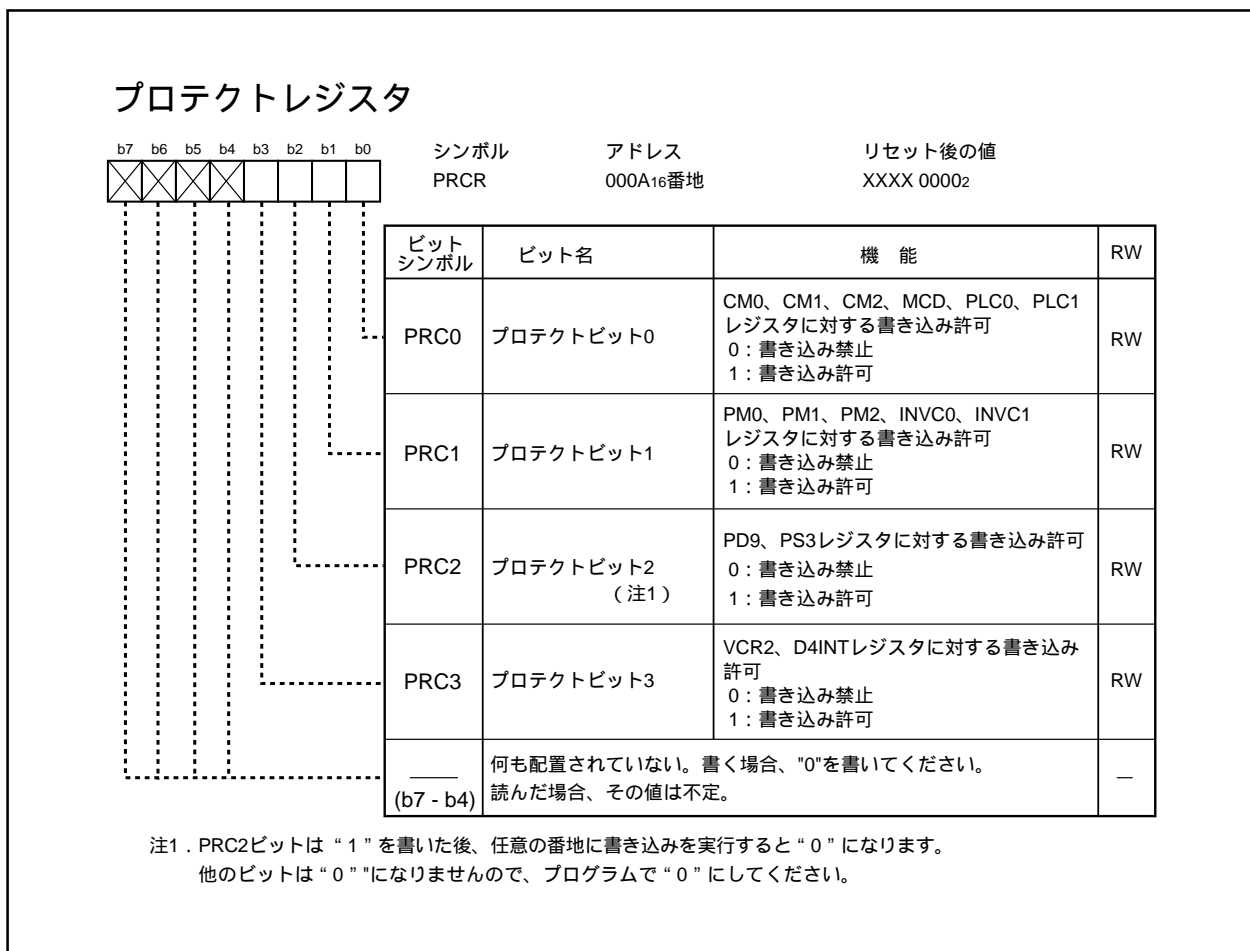 プロテクトレジスタ
b7 b6 b5 b4 b3 b2 b1 b0
シンボル アドレス リセット後の値
PRCR 000A16番地 XXXX 00002
ビット
シンボル
ビット名
機 能
RW
PRC0
プロテクトビット0
CM0、CM1、CM2、MCD、PLC0、PLC1
レジスタに対する書き込み許可
0：書き込み禁止
1：書き込み許可
RW
PRC1
プロテクトビット1
PM0、PM1、PM2、INVC0、INVC1
レジスタに対する書き込み許可
0：書き込み禁止
1：書き込み許可
RW
PRC2
プロテクトビット2
（注1）
PD9、PS3レジスタに対する書き込み許可
0：書き込み禁止
1：書き込み許可
RW
PRC3
プロテクトビット3
VCR2、D4INTレジスタに対する書き込み
許可
0：書き込み禁止
1：書き込み許可
RW
(b7 - b4)
何も配置されていない。書く場合、"0"を書いてください。
読んだ場合、その値は不定。
—
注1．PRC2ビットは“1”を書いた後、任意の番地に書き込みを実行すると“0”になります。
他のビットは“0”"になりませんので、プログラムで“0”にしてください。